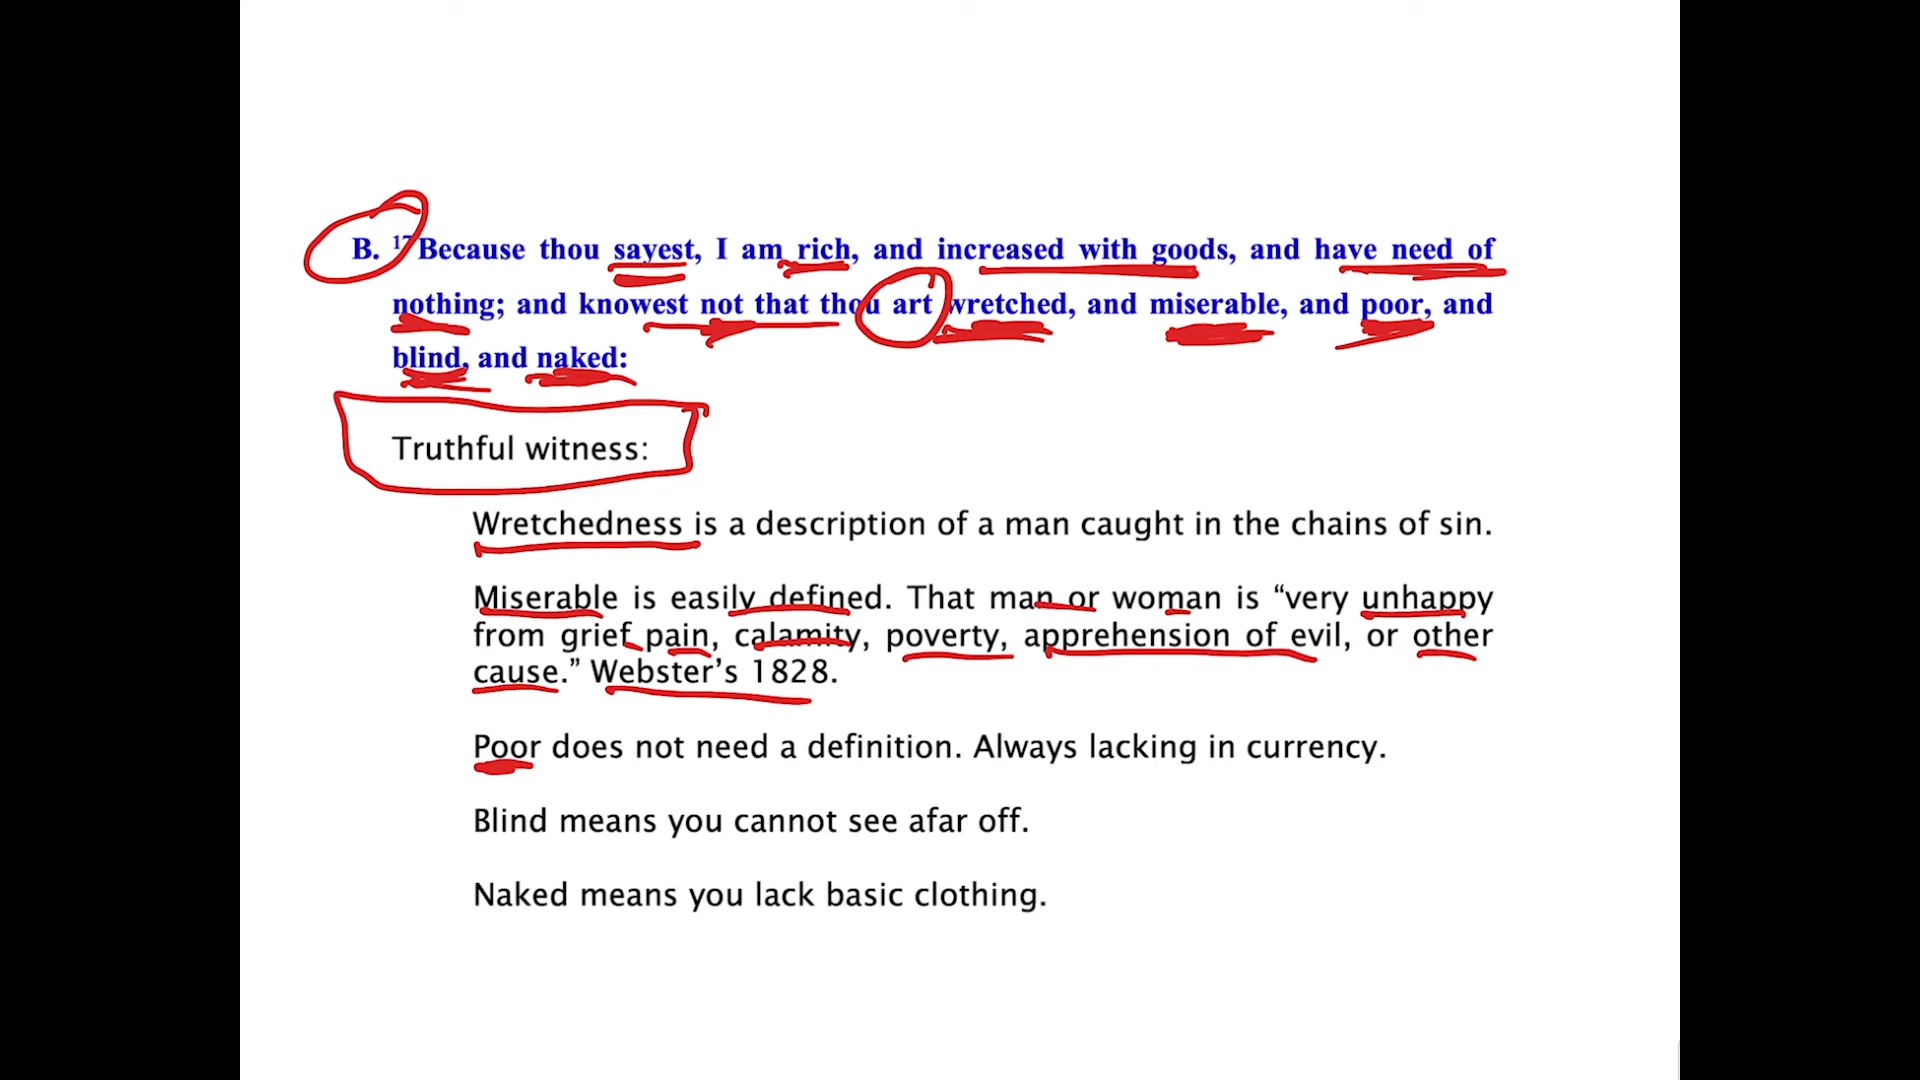 B. 17 Because thou sayest, I am rich, and increased with goods, and have need of
nothing; and knowest not that thou art wretched, and miserable, and poor, and
blind, and naked:
Truthful witness:
Wretchedness is a description of a man caught in the chains of sin.
Miserable is easily defined. That man or woman is “very unhappy
from grief pain, calamity, poverty, apprehension of evil, or other
cause.” Webster’s 1828.
Poor does not need a definition. Always lacking in currency.
Blind means you cannot see afar off.
Naked means you lack basic clothing.